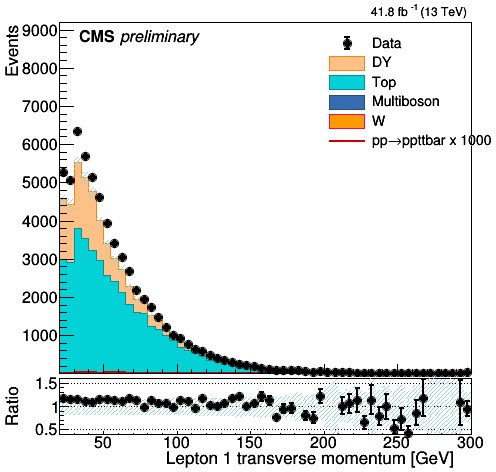 41.8 fb⁻¹ (13 TeV)
CMS preliminary
Events
9000
8000
7000
6000
5000
4000
3000
2000
1000
Data
DY
Top
Multiboson
W
pp→ppttbar x 1000
Ratio
1.5
1
0.5
50
100
150
200
250
300
Lepton 1 transverse momentum [GeV]